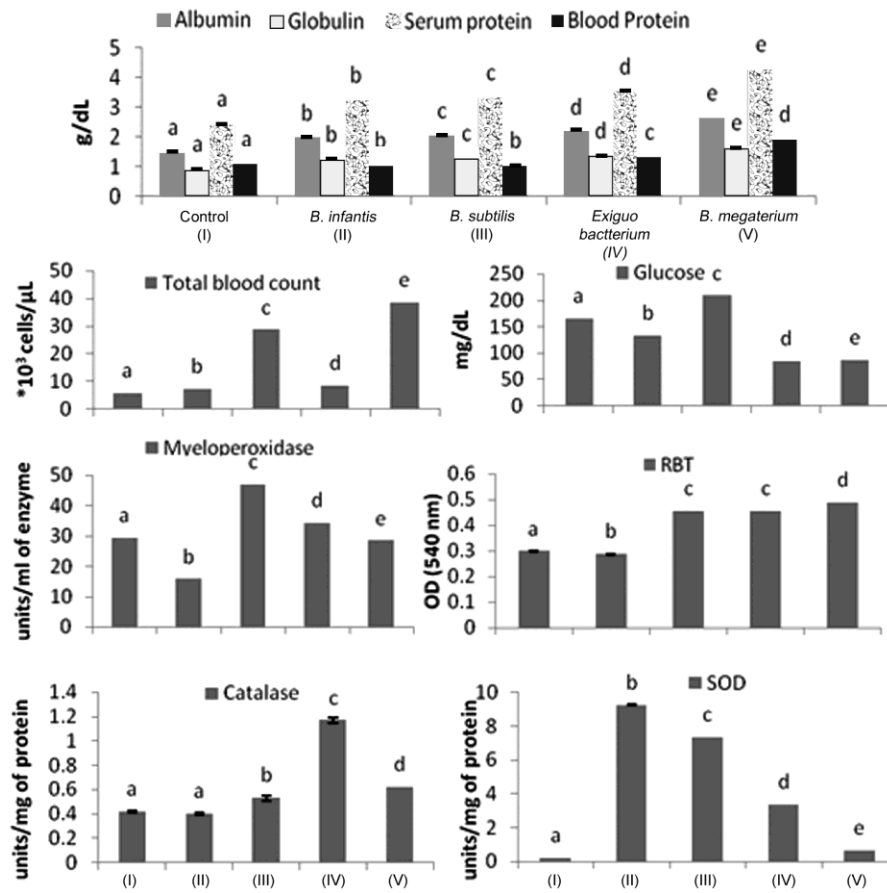 Albumin Globulin Serum protein Blood Protein
g/dL
5
4
3
2
1
0
a a a a
b b b b
c c c b
d d d c
e e e d
Control B. infantis B. subtilis Exiguo B. megaterium
(I) (II) (III) bactterium (V)
(IV)
Total blood count
*10³ cells/µL
50
40
30
20
10
0
a b c d e
Glucose
mg/dL
250
200
150
100
50
0
a b c d e
Myeloperoxidase
units/ml of enzyme
50
40
30
20
10
0
a b c d e
RBT
OD (540 nm)
0.6
0.5
0.4
0.3
0.2
0.1
0
a b c c d
Catalase
units/mg of protein
1.4
1.2
1
0.8
0.6
0.4
0.2
0
a a b c d
(I) (II) (III) (IV) (V)
SOD
units/mg of protein
10
8
6
4
2
0
a b c d e
(I) (II) (III) (IV) (V)